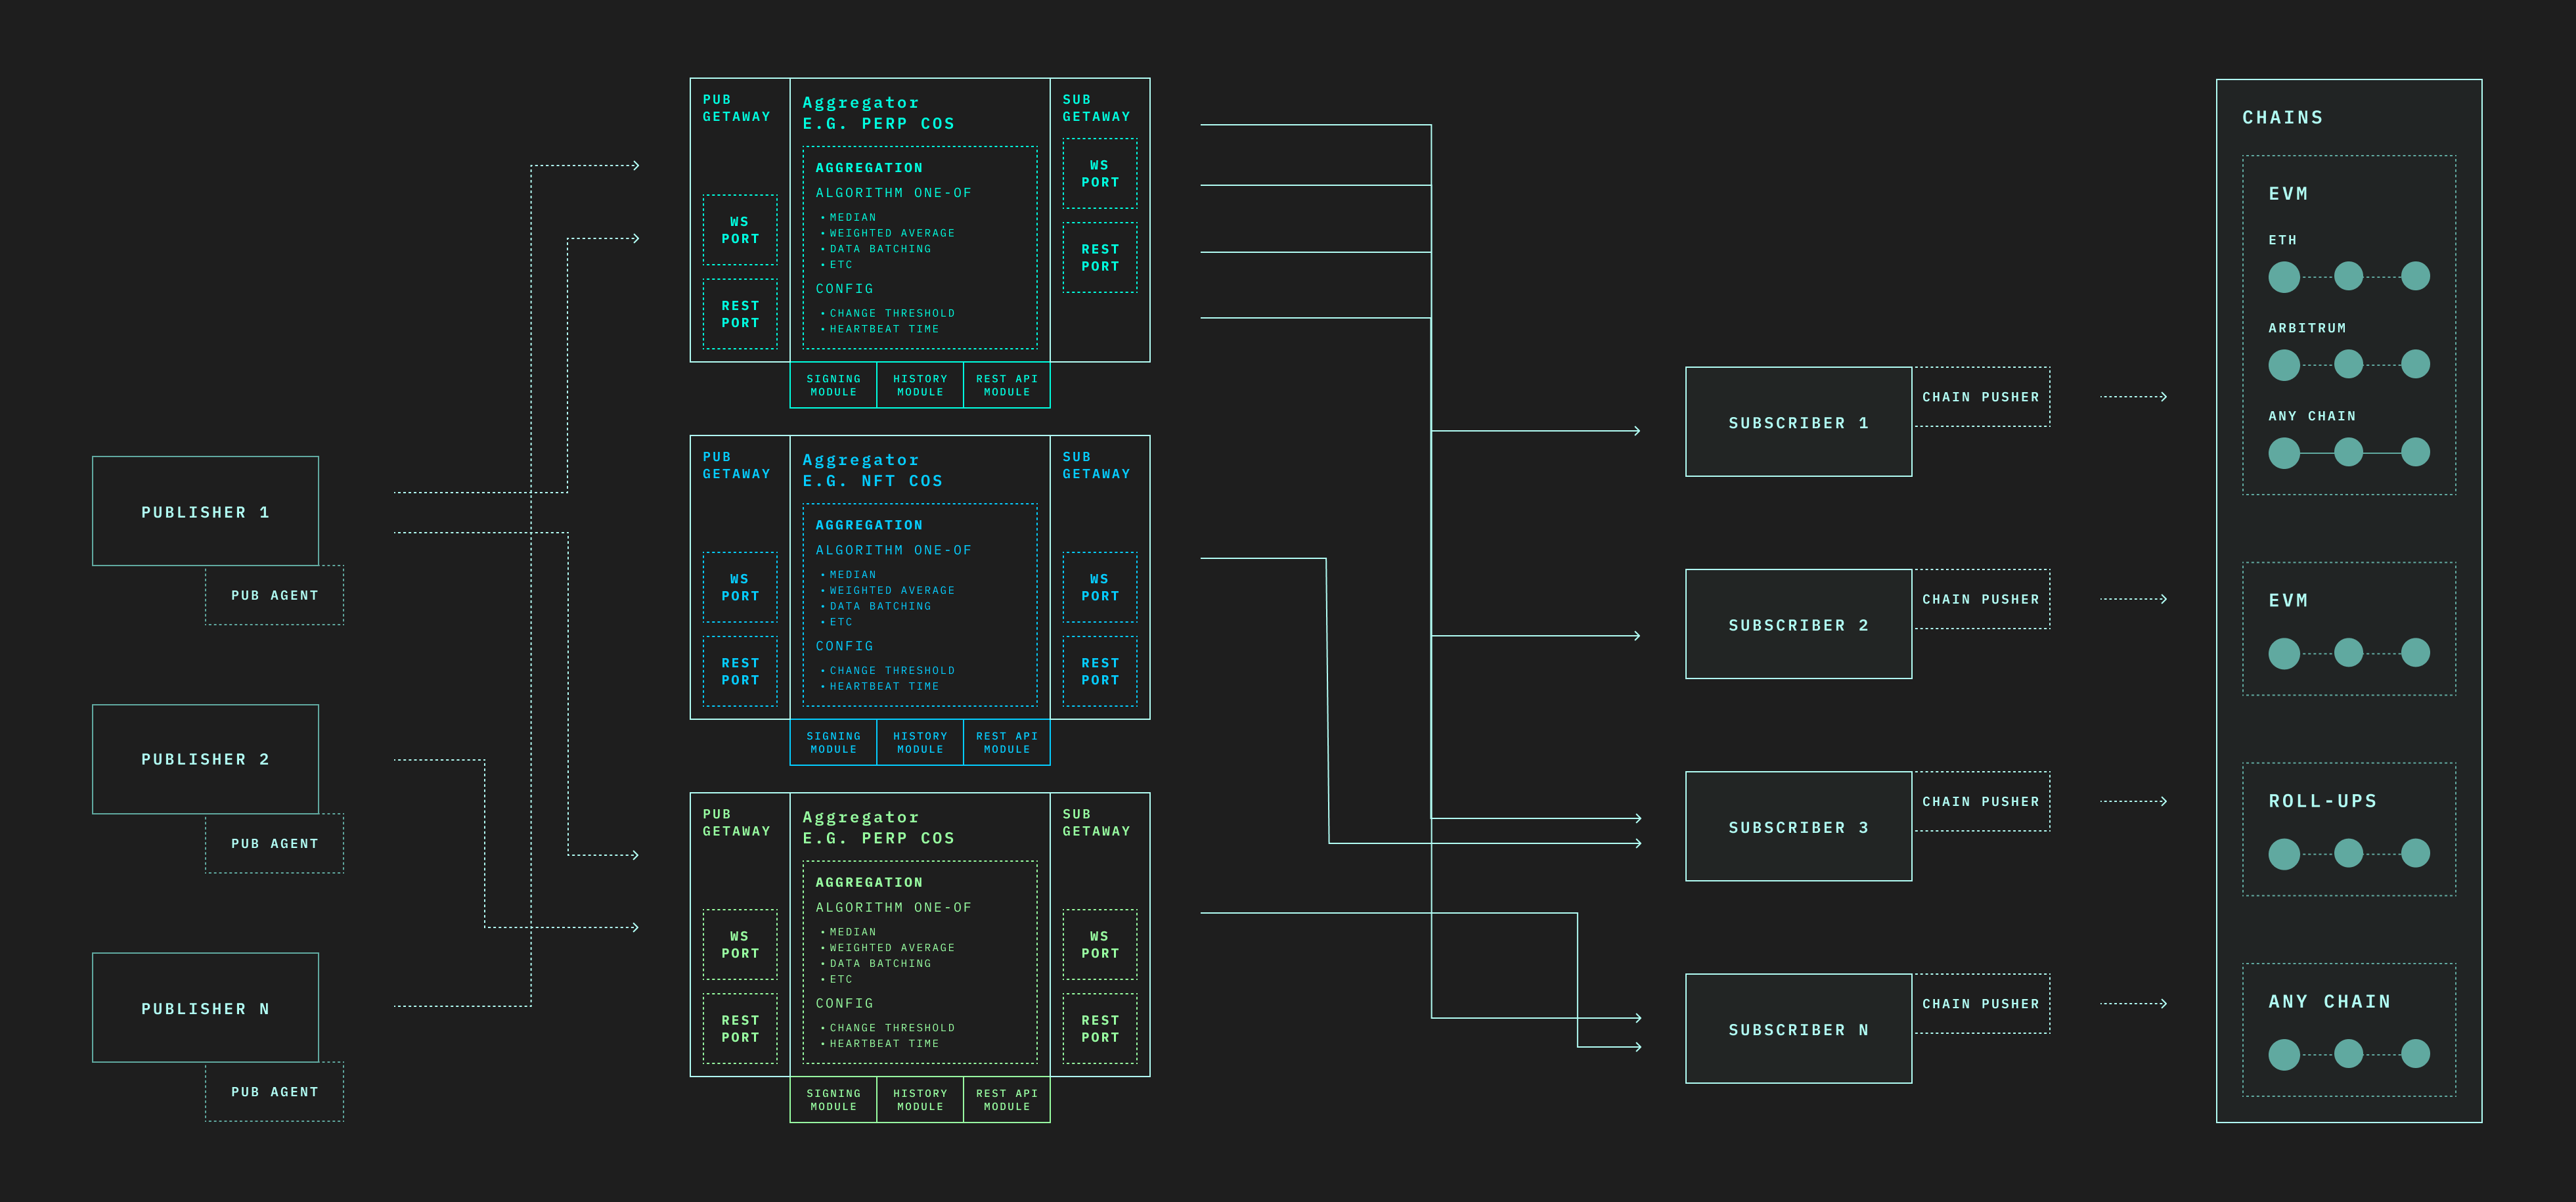 PUBLISHER 1
PUB AGENT
PUBLISHER 2
PUB AGENT
PUBLISHER N
PUB AGENT
PUB
GETAWAY
WS
PORT
REST
PORT
Aggregator
E.G. PERP COS
AGGREGATION
ALGORITHM ONE-OF
• MEDIAN
• WEIGHTED AVERAGE
• DATA BATCHING
• ETC
CONFIG
• CHANGE THRESHOLD
• HEARTBEAT TIME
SUB
GETAWAY
WS
PORT
REST
PORT
SIGNING
MODULE
HISTORY
MODULE
REST API
MODULE
PUB
GETAWAY
WS
PORT
REST
PORT
Aggregator
E.G. NFT COS
AGGREGATION
ALGORITHM ONE-OF
• MEDIAN
• WEIGHTED AVERAGE
• DATA BATCHING
• ETC
CONFIG
• CHANGE THRESHOLD
• HEARTBEAT TIME
SUB
GETAWAY
WS
PORT
REST
PORT
SIGNING
MODULE
HISTORY
MODULE
REST API
MODULE
PUB
GETAWAY
WS
PORT
REST
PORT
Aggregator
E.G. PERP COS
AGGREGATION
ALGORITHM ONE-OF
• MEDIAN
• WEIGHTED AVERAGE
• DATA BATCHING
• ETC
CONFIG
• CHANGE THRESHOLD
• HEARTBEAT TIME
SUB
GETAWAY
WS
PORT
REST
PORT
SIGNING
MODULE
HISTORY
MODULE
REST API
MODULE
SUBSCRIBER 1
CHAIN PUSHER
SUBSCRIBER 2
CHAIN PUSHER
SUBSCRIBER 3
CHAIN PUSHER
SUBSCRIBER N
CHAIN PUSHER
CHAINS
EVM
ETH
ARBITRUM
ANY CHAIN
EVM
ROLL-UPS
ANY CHAIN